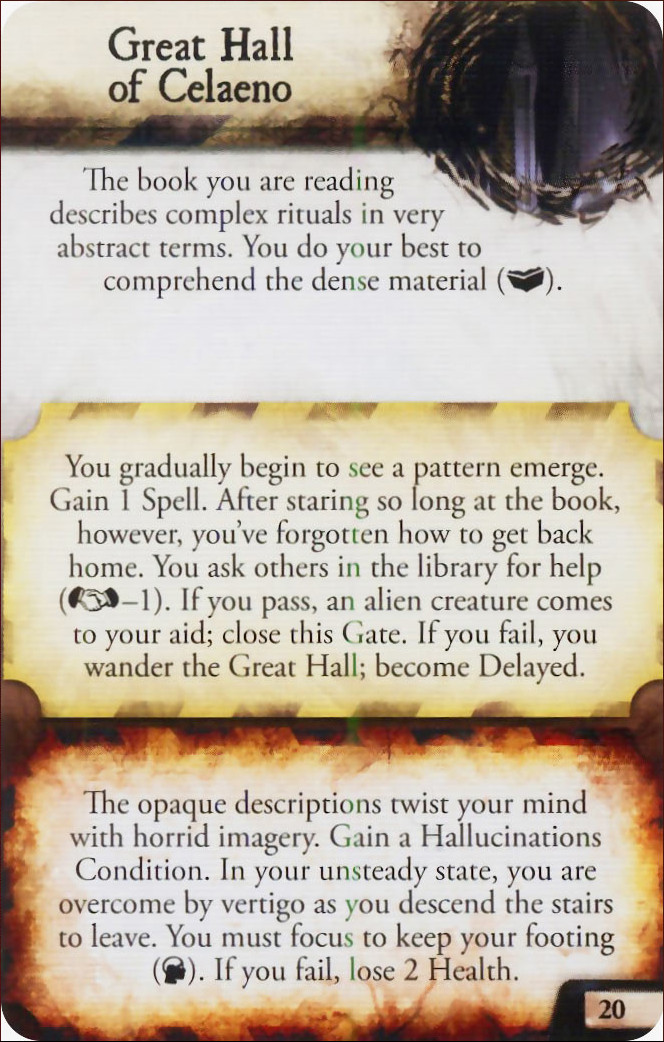 Great Hall
of Celaeno
The book you are reading
describes complex rituals in very
abstract terms. You do your best to
comprehend the dense material ( ).
You gradually begin to see a pattern emerge.
Gain 1 Spell. After staring so long at the book,
however, you've forgotten how to get back
home. You ask others in the library for help
( –1). If you pass, an alien creature comes
to your aid; close this Gate. If you fail, you
wander the Great Hall; become Delayed.
The opaque descriptions twist your mind
with horrid imagery. Gain a Hallucinations
Condition. In your unsteady state, you are
overcome by vertigo as you descend the stairs
to leave. You must focus to keep your footing
( ). If you fail, lose 2 Health.
20